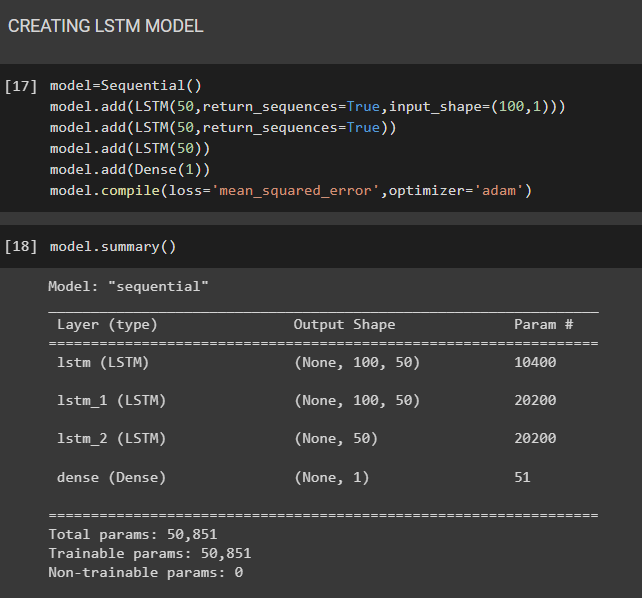 CREATING LSTM MODEL
[17] model=Sequential()
model.add(LSTM(50,return_sequences=True,input_shape=(100,1)))
model.add(LSTM(50,return_sequences=True))
model.add(LSTM(50))
model.add(Dense(1))
model.compile(loss='mean_squared_error',optimizer='adam')
[18] model.summary()
Model: "sequential"
_________________________________________________________________
Layer (type) Output Shape Param #
=================================================================
lstm (LSTM) (None, 100, 50) 10400
lstm_1 (LSTM) (None, 100, 50) 20200
lstm_2 (LSTM) (None, 50) 20200
dense (Dense) (None, 1) 51
=================================================================
Total params: 50,851
Trainable params: 50,851
Non-trainable params: 0